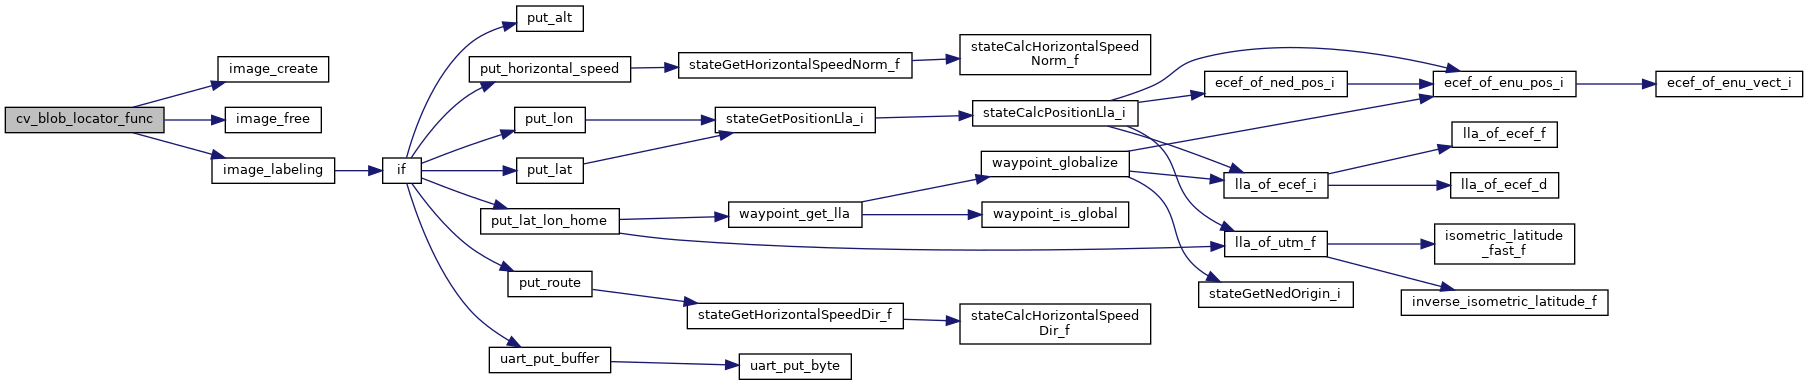 cv_blob_locator_func
image_create
image_free
image_labeling
if
put_alt
put_horizontal_speed
put_lon
put_lat
put_lat_lon_home
put_route
uart_put_buffer
stateGetHorizontalSpeedNorm_f
stateGetPositionLla_i
waypoint_get_lla
stateGetHorizontalSpeedDir_f
uart_put_byte
stateCalcHorizontalSpeed
Norm_f
stateCalcPositionLla_i
waypoint_globalize
waypoint_is_global
stateCalcHorizontalSpeed
Dir_f
ecef_of_ned_pos_i
lla_of_ecef_i
lla_of_utm_f
stateGetNedOrigin_i
ecef_of_enu_pos_i
lla_of_ecef_f
lla_of_ecef_d
isometric_latitude
_fast_f
inverse_isometric_latitude_f
ecef_of_enu_vect_i